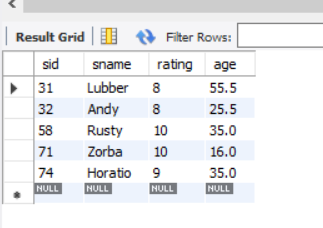 Result Grid Filter Rows:
sid sname rating age
31 Lubber 8 55.5
32 Andy 8 25.5
58 Rusty 10 35.0
71 Zorba 10 16.0
74 Horatio 9 35.0
NULL NULL NULL NULL